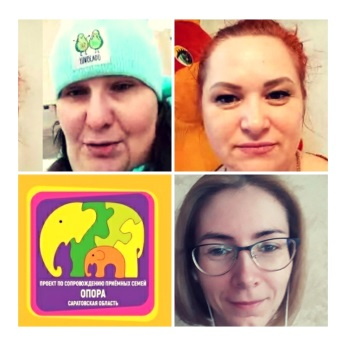 ПРОЕКТ ПО СОПРОВОЖДЕНИЮ ПРИЁМНЫХ СЕМЕЙ
ОПОРА
САРАТОВСКАЯ ОБЛАСТЬ